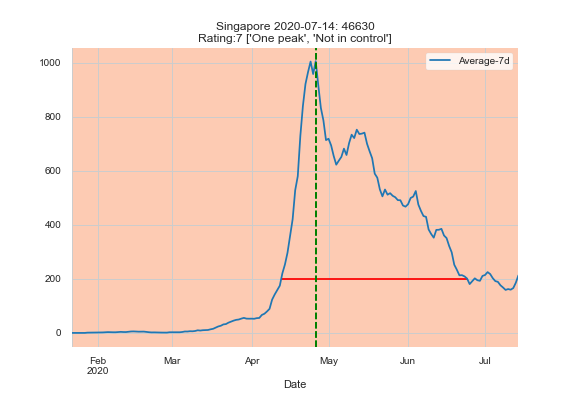 Singapore 2020-07-14: 46630
Rating:7 ['One peak', 'Not in control']
Average-7d
1000
800
600
400
200
0
Feb Mar Apr May Jun Jul
2020
Date